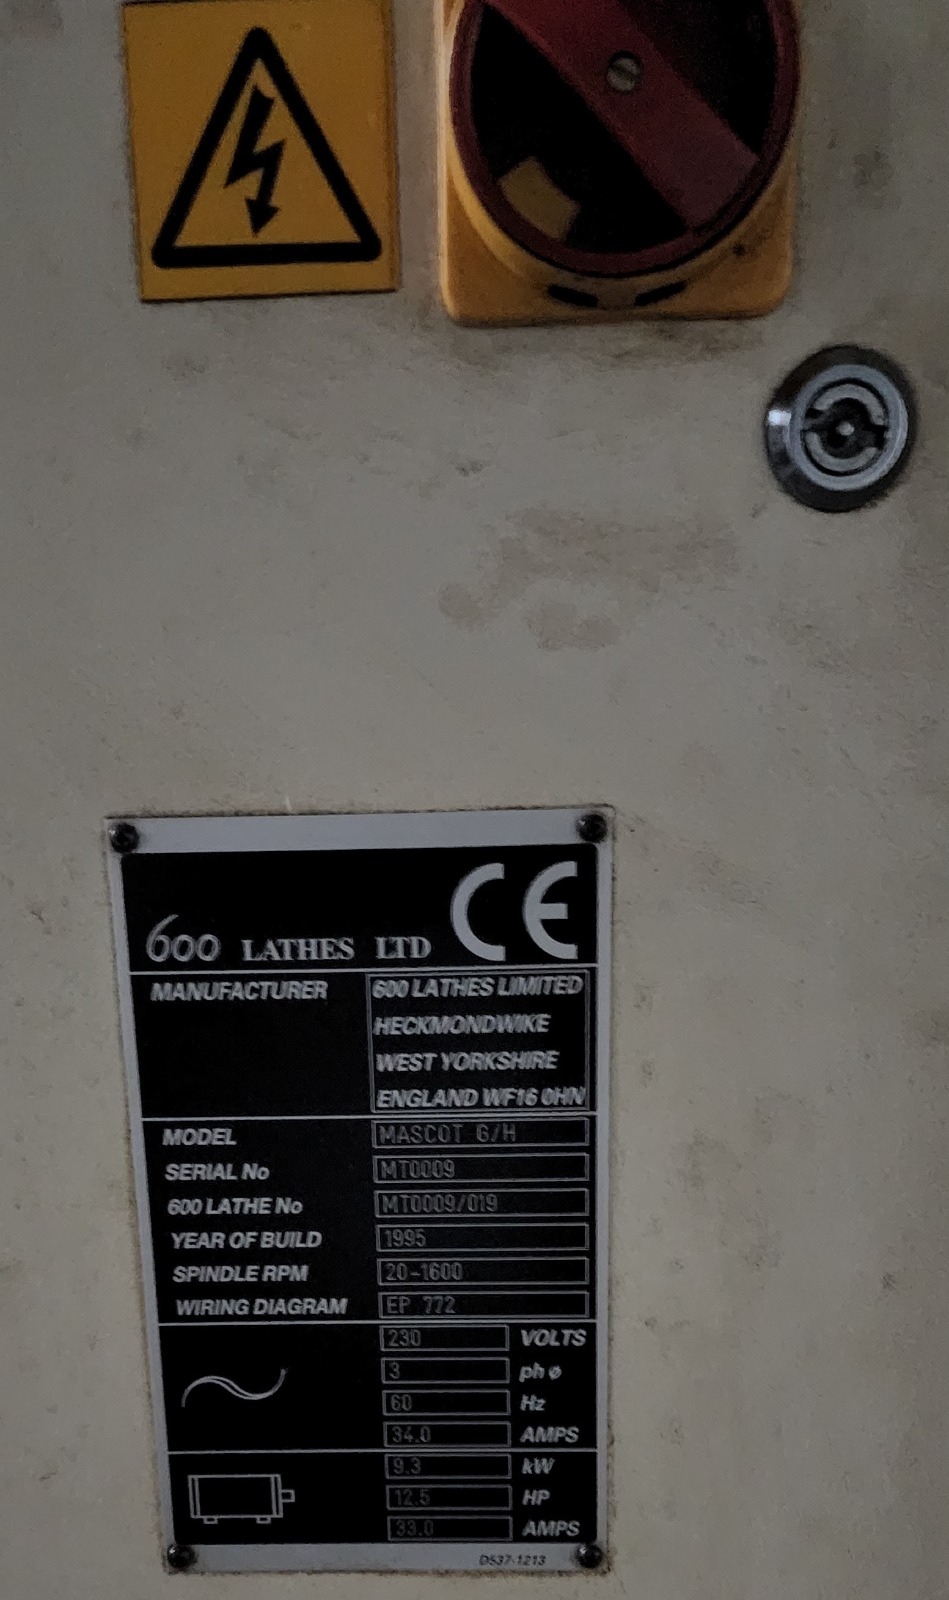 600 LATHES LTD CE
MANUFACTURER 600 LATHES LIMITED
HECKMONDWIKE
WEST YORKSHIRE
ENGLAND WF16 0HN
MODEL MASCOT G/H
SERIAL No MT0009
600 LATHE No MT0009/019
YEAR OF BUILD 1995
SPINDLE RPM 20-1600
WIRING DIAGRAM EP 772
230 VOLTS
3 ph ø
60 Hz
34.0 AMPS
9.3 kW
12.5 HP
33.0 AMPS
D537-1213